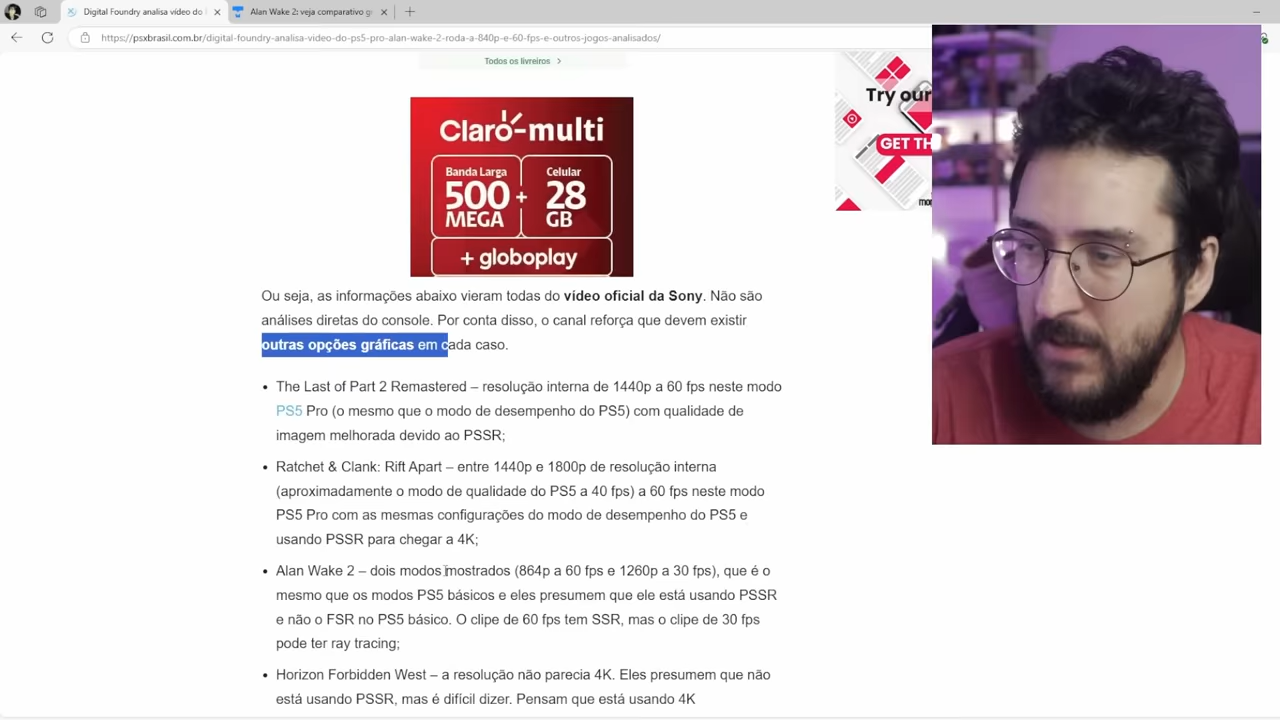 Digital Foundry analisa vídeo do
Alan Wake 2: veja comparativo
https://psxbrasil.com.br/digital-foundry-analisa-video-do-ps5-pro-alan-wake-2-roda-a-840p-e-60-fps-e-outros-jogos-analisados/
Todos os livreiros
Try our
GET TH
Claro-multi
Banda Larga
500
MEGA
+
Celular
28
GB
+ globoplay
Ou seja, as informações abaixo vieram todas do vídeo oficial da Sony. Não são
análises diretas do console. Por conta disso, o canal reforça que devem existir
outras opções gráficas em cada caso.
• The Last of Part 2 Remastered – resolução interna de 1440p a 60 fps neste modo
PS5 Pro (o mesmo que o modo de desempenho do PS5) com qualidade de
imagem melhorada devido ao PSSR;
• Ratchet & Clank: Rift Apart – entre 1440p e 1800p de resolução interna
(aproximadamente o modo de qualidade do PS5 a 40 fps) a 60 fps neste modo
PS5 Pro com as mesmas configurações do modo de desempenho do PS5 e
usando PSSR para chegar a 4K;
• Alan Wake 2 – dois modos mostrados (864p a 60 fps e 1260p a 30 fps), que é o
mesmo que os modos PS5 básicos e eles presumem que ele está usando PSSR
e não o FSR no PS5 básico. O clipe de 60 fps tem SSR, mas o clipe de 30 fps
pode ter ray tracing;
• Horizon Forbidden West – a resolução não parecia 4K. Eles presumem que não
está usando PSSR, mas é difícil dizer. Pensam que está usando 4K